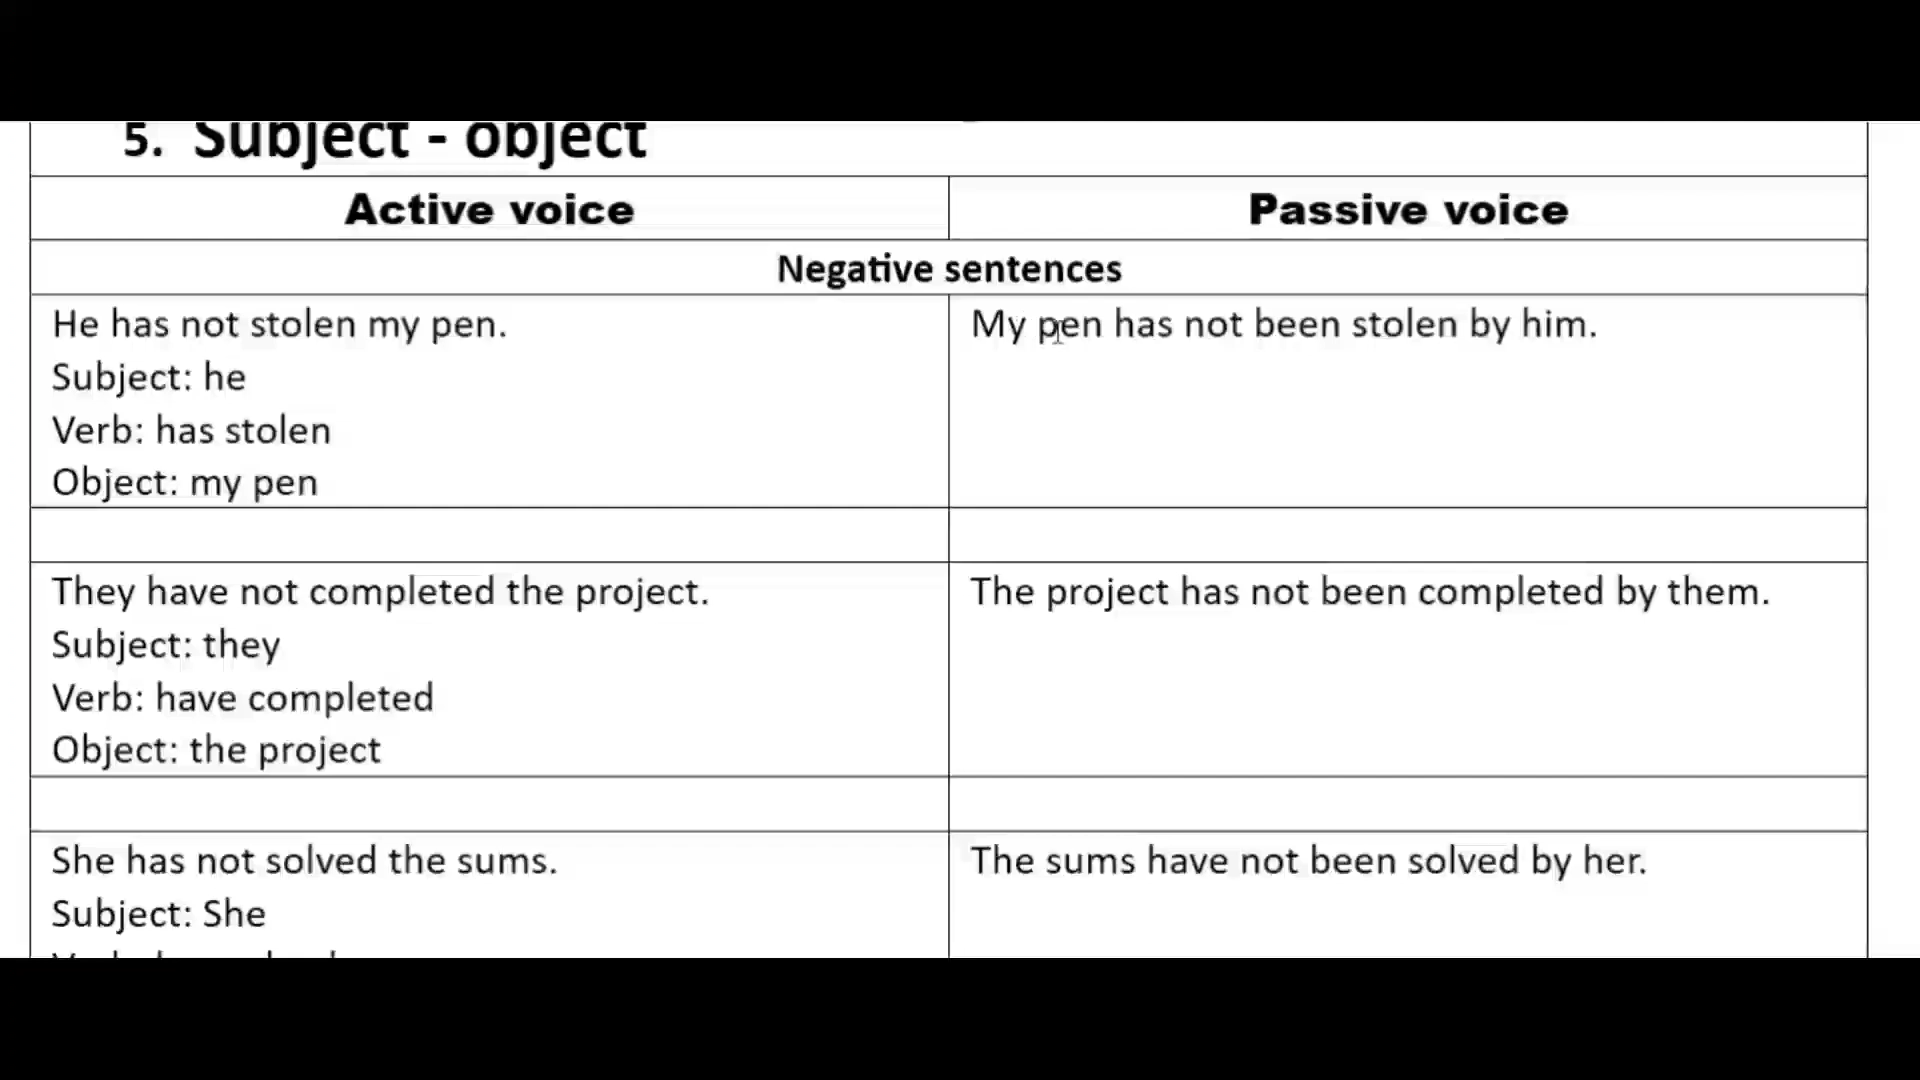 5. Subject - object
Active voice
Passive voice
Negative sentences
He has not stolen my pen.
Subject: he
Verb: has stolen
Object: my pen
My pen has not been stolen by him.
They have not completed the project.
Subject: they
Verb: have completed
Object: the project
The project has not been completed by them.
She has not solved the sums.
Subject: She
The sums have not been solved by her.